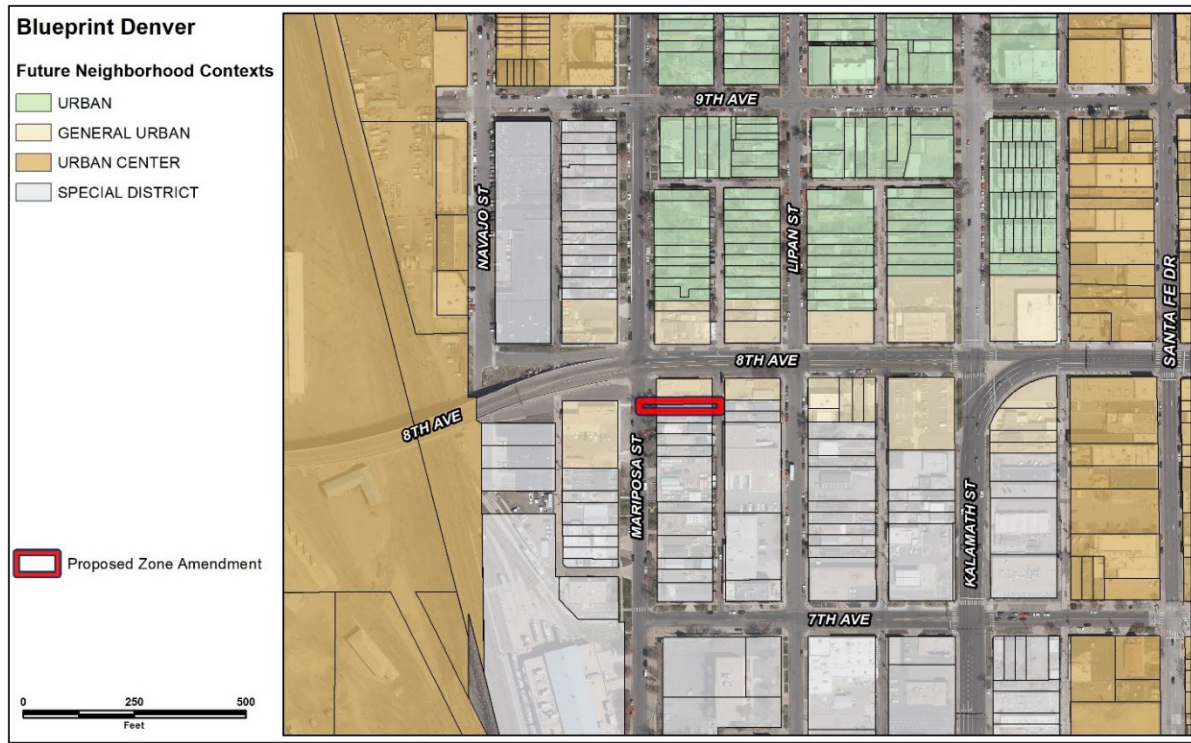 Blueprint Denver
Future Neighborhood Contexts
URBAN
GENERAL URBAN
URBAN CENTER
SPECIAL DISTRICT
Proposed Zone Amendment
0 250 500
Feet
9TH AVE
NAVAJO ST
LIPAN ST
SANTA FE DR
8TH AVE
8TH AVE
MARIPOSA ST
KALAMATH ST
7TH AVE